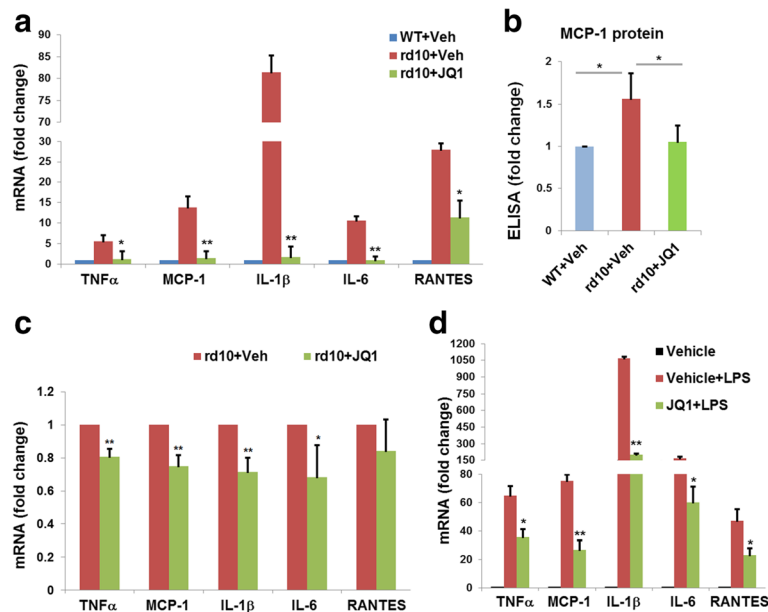 a
WT+Veh
rd10+Veh
rd10+JQ1
mRNA (fold change)
90
85
80
75
70
30
25
20
15
10
5
0
*
**
**
**
*
TNFα
MCP-1
IL-1β
IL-6
RANTES
b
MCP-1 protein
ELISA (fold change)
2
1.5
1
0.5
0
*
*
WT+Veh
rd10+Veh
rd10+JQ1
c
rd10+Veh
rd10+JQ1
mRNA (fold change)
1.2
1
0.8
0.6
0.4
0.2
0
**
**
**
*
TNFα
MCP-1
IL-1β
IL-6
RANTES
d
Vehicle
Vehicle+LPS
JQ1+LPS
mRNA (fold change)
1050
900
750
600
450
300
150
80
60
40
20
0
*
**
**
*
*
TNFα
MCP-1
IL-1β
IL-6
RANTES